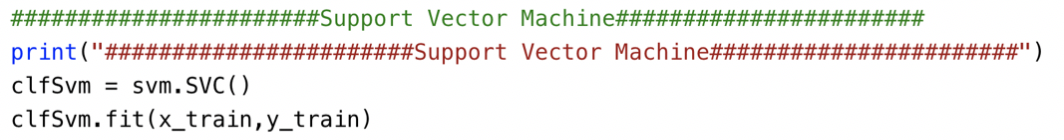 #######################Support Vector Machine#######################
print("#######################Support Vector Machine#######################")
clfSvm = svm.SVC()
clfSvm.fit(x_train,y_train)